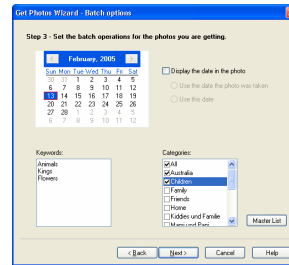 Get Photos Wizard - Batch options
Step 3 - Set the batch operations for the photos you are getting.
February, 2005
Sun Mon Tue Wed Thu Fri Sat
30 31 1 2 3 4 5
6 7 8 9 10 11 12
13 14 15 16 17 18 19
20 21 22 23 24 25 26
27 28 1 2 3 4 5
6 7 8 9 10 11 12
Display the date in the photo
Use the date the photo was taken
Use this date
Keywords:
Animals
Kings
Flowers
Categories:
All
Australia
Children
Family
Friends
Home
Kiddies und Familie
Mami und Papi
Master List
< Back
Next >
Cancel
Help